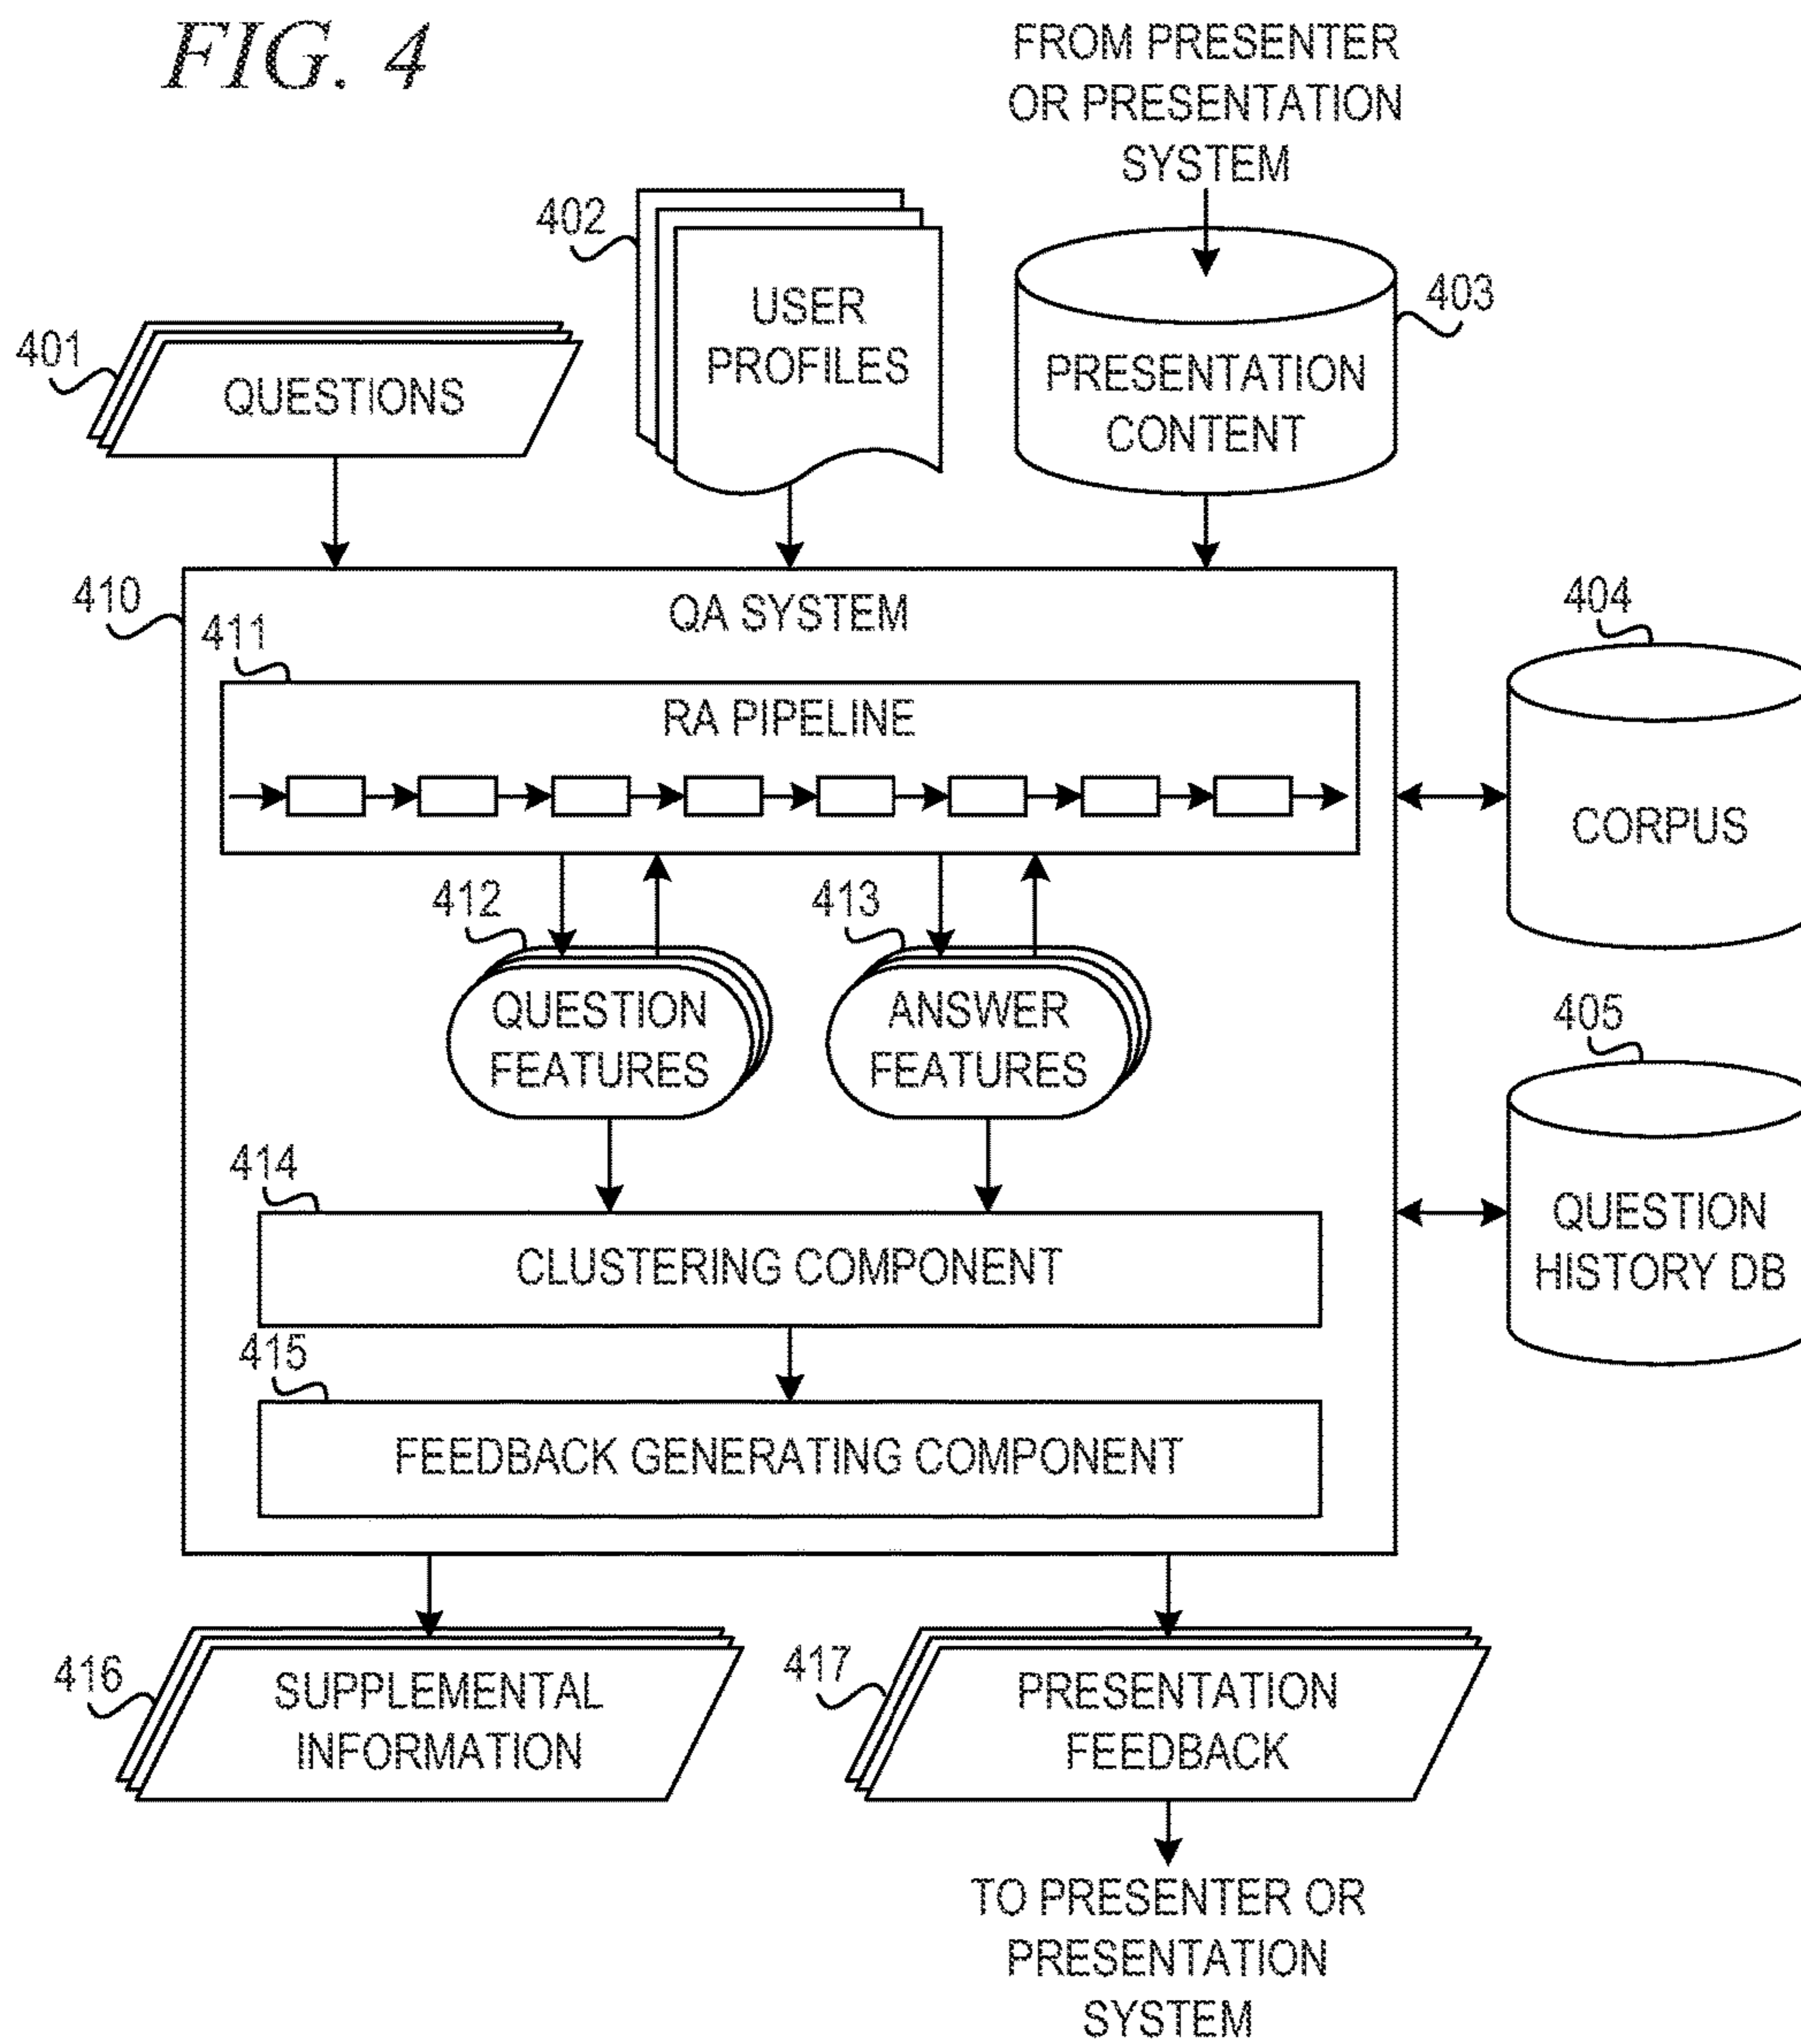 FIG. 4
FROM PRESENTER
OR PRESENTATION
SYSTEM
402
USER
PROFILES
403
PRESENTATION
CONTENT
401
QUESTIONS
410
QA SYSTEM
411
RA PIPELINE
404
CORPUS
412
QUESTION
FEATURES
413
ANSWER
FEATURES
405
QUESTION
HISTORY DB
414
CLUSTERING COMPONENT
415
FEEDBACK GENERATING COMPONENT
416
SUPPLEMENTAL
INFORMATION
417
PRESENTATION
FEEDBACK
TO PRESENTER OR
PRESENTATION
SYSTEM